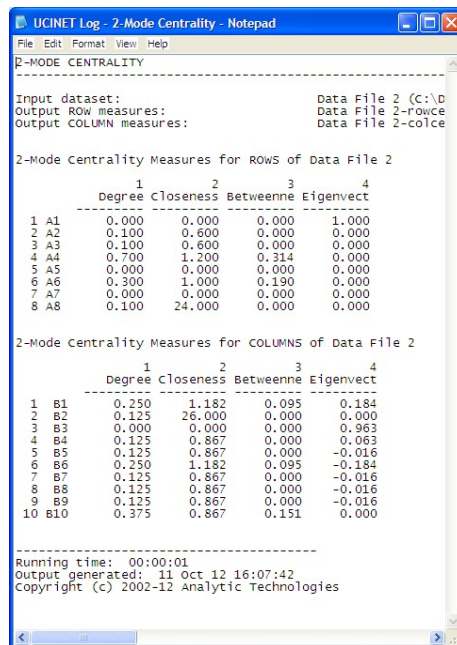 UCINET Log - 2-Mode Centrality - Notepad
File Edit Format View Help
2-MODE CENTRALITY
--------------------------------------------------------------------------------
Input dataset: Data File 2 (C:\D
Output ROW measures: Data File 2-rowce
Output COLUMN measures: Data File 2-colce
2-Mode Centrality Measures for ROWS of Data File 2
1 2 3 4
Degree Closeness Betweenne Eigenvect
--------- --------- --------- ---------
1 A1 0.000 0.000 0.000 1.000
2 A2 0.100 0.600 0.000 0.000
3 A3 0.100 0.600 0.000 0.000
4 A4 0.700 1.200 0.314 0.000
5 A5 0.000 0.000 0.000 0.000
6 A6 0.300 1.000 0.190 0.000
7 A7 0.000 0.000 0.000 0.000
8 A8 0.100 24.000 0.000 0.000
2-Mode Centrality Measures for COLUMNS of Data File 2
1 2 3 4
Degree Closeness Betweenne Eigenvect
--------- --------- --------- ---------
1 B1 0.250 1.182 0.095 0.184
2 B2 0.125 26.000 0.000 0.000
3 B3 0.000 0.000 0.000 0.963
4 B4 0.125 0.867 0.000 0.063
5 B5 0.125 0.867 0.000 -0.016
6 B6 0.250 1.182 0.095 -0.184
7 B7 0.125 0.867 0.000 -0.016
8 B8 0.125 0.867 0.000 -0.016
9 B9 0.125 0.867 0.000 -0.016
10 B10 0.375 0.867 0.151 0.000
----------------------------------------
Running time: 00:00:01
Output generated: 11 Oct 12 16:07:42
Copyright (c) 2002-12 Analytic Technologies